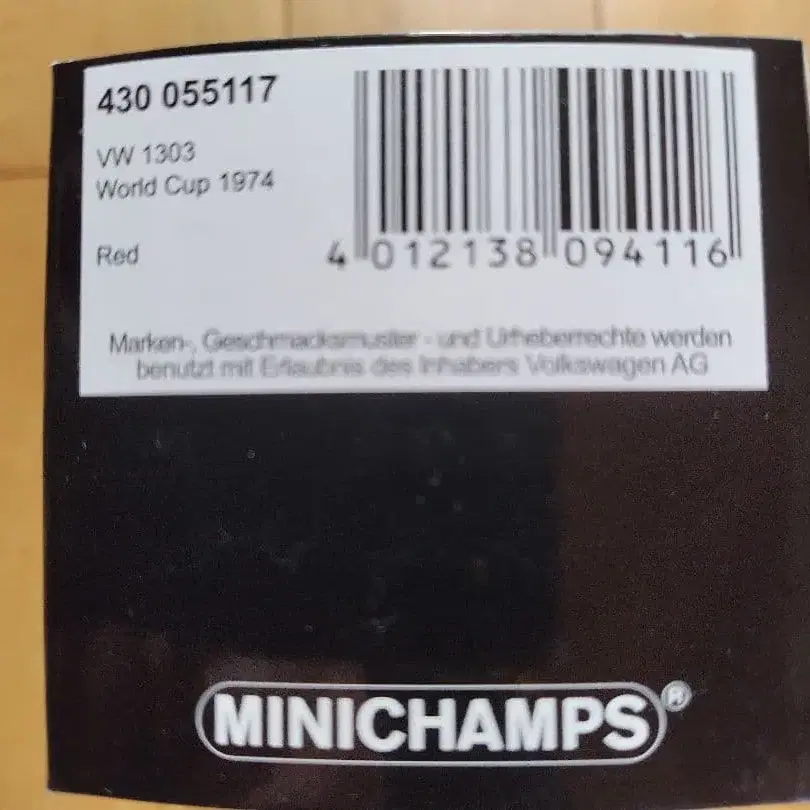 430 055117
VW 1303
World Cup 1974
Red
4 012138 094116
Marken-, Geschmacksmuster - und Urheberrechte werden
benutzt mit Erlaubnis des Inhabers Volkswagen AG
MINICHAMPS®